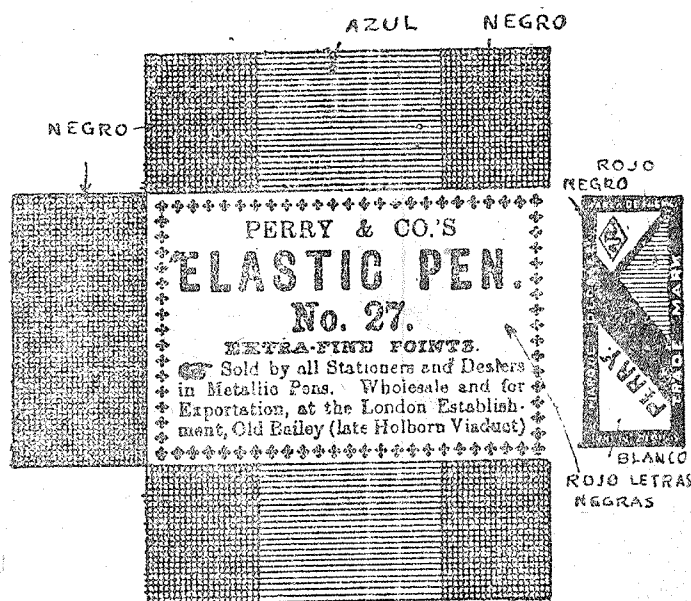 AZUL
NEGRO
NEGRO
ROJO
NEGRO
PERRY & CO.'S
ELASTIC PEN.
No. 27.
EXTRA-FINE POINTS.
Sold by all Stationers and Dealers
in Metallic Pens. Wholesale and for
Exportation, at the London Establish-
ment, Old Bailey (late Holborn Viaduct)
TRADE MARK
PERRY.
BLANCO
ROJO LETRAS
NEGRAS